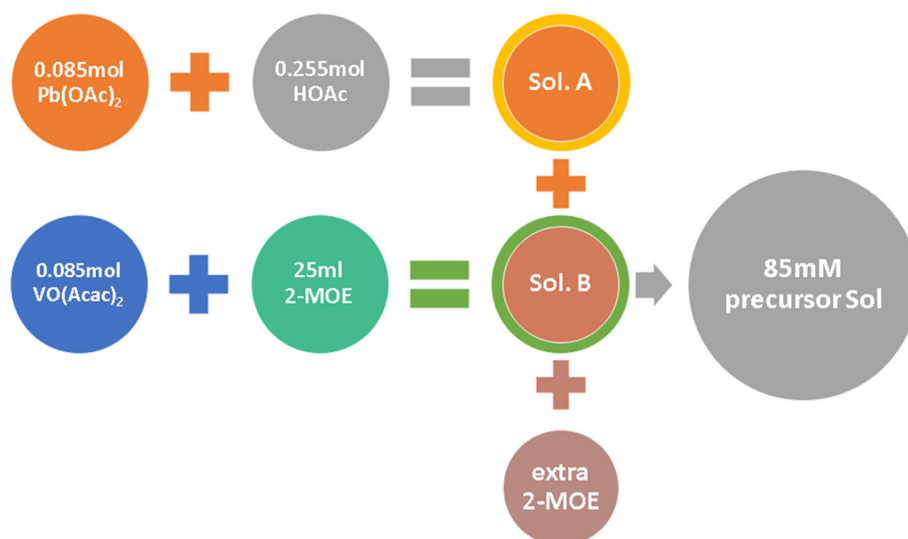 0.085mol
Pb(OAc)₂
0.255mol
HOAc
Sol. A
0.085mol
VO(Acac)₂
25ml
2-MOE
Sol. B
85mM
precursor Sol
extra
2-MOE